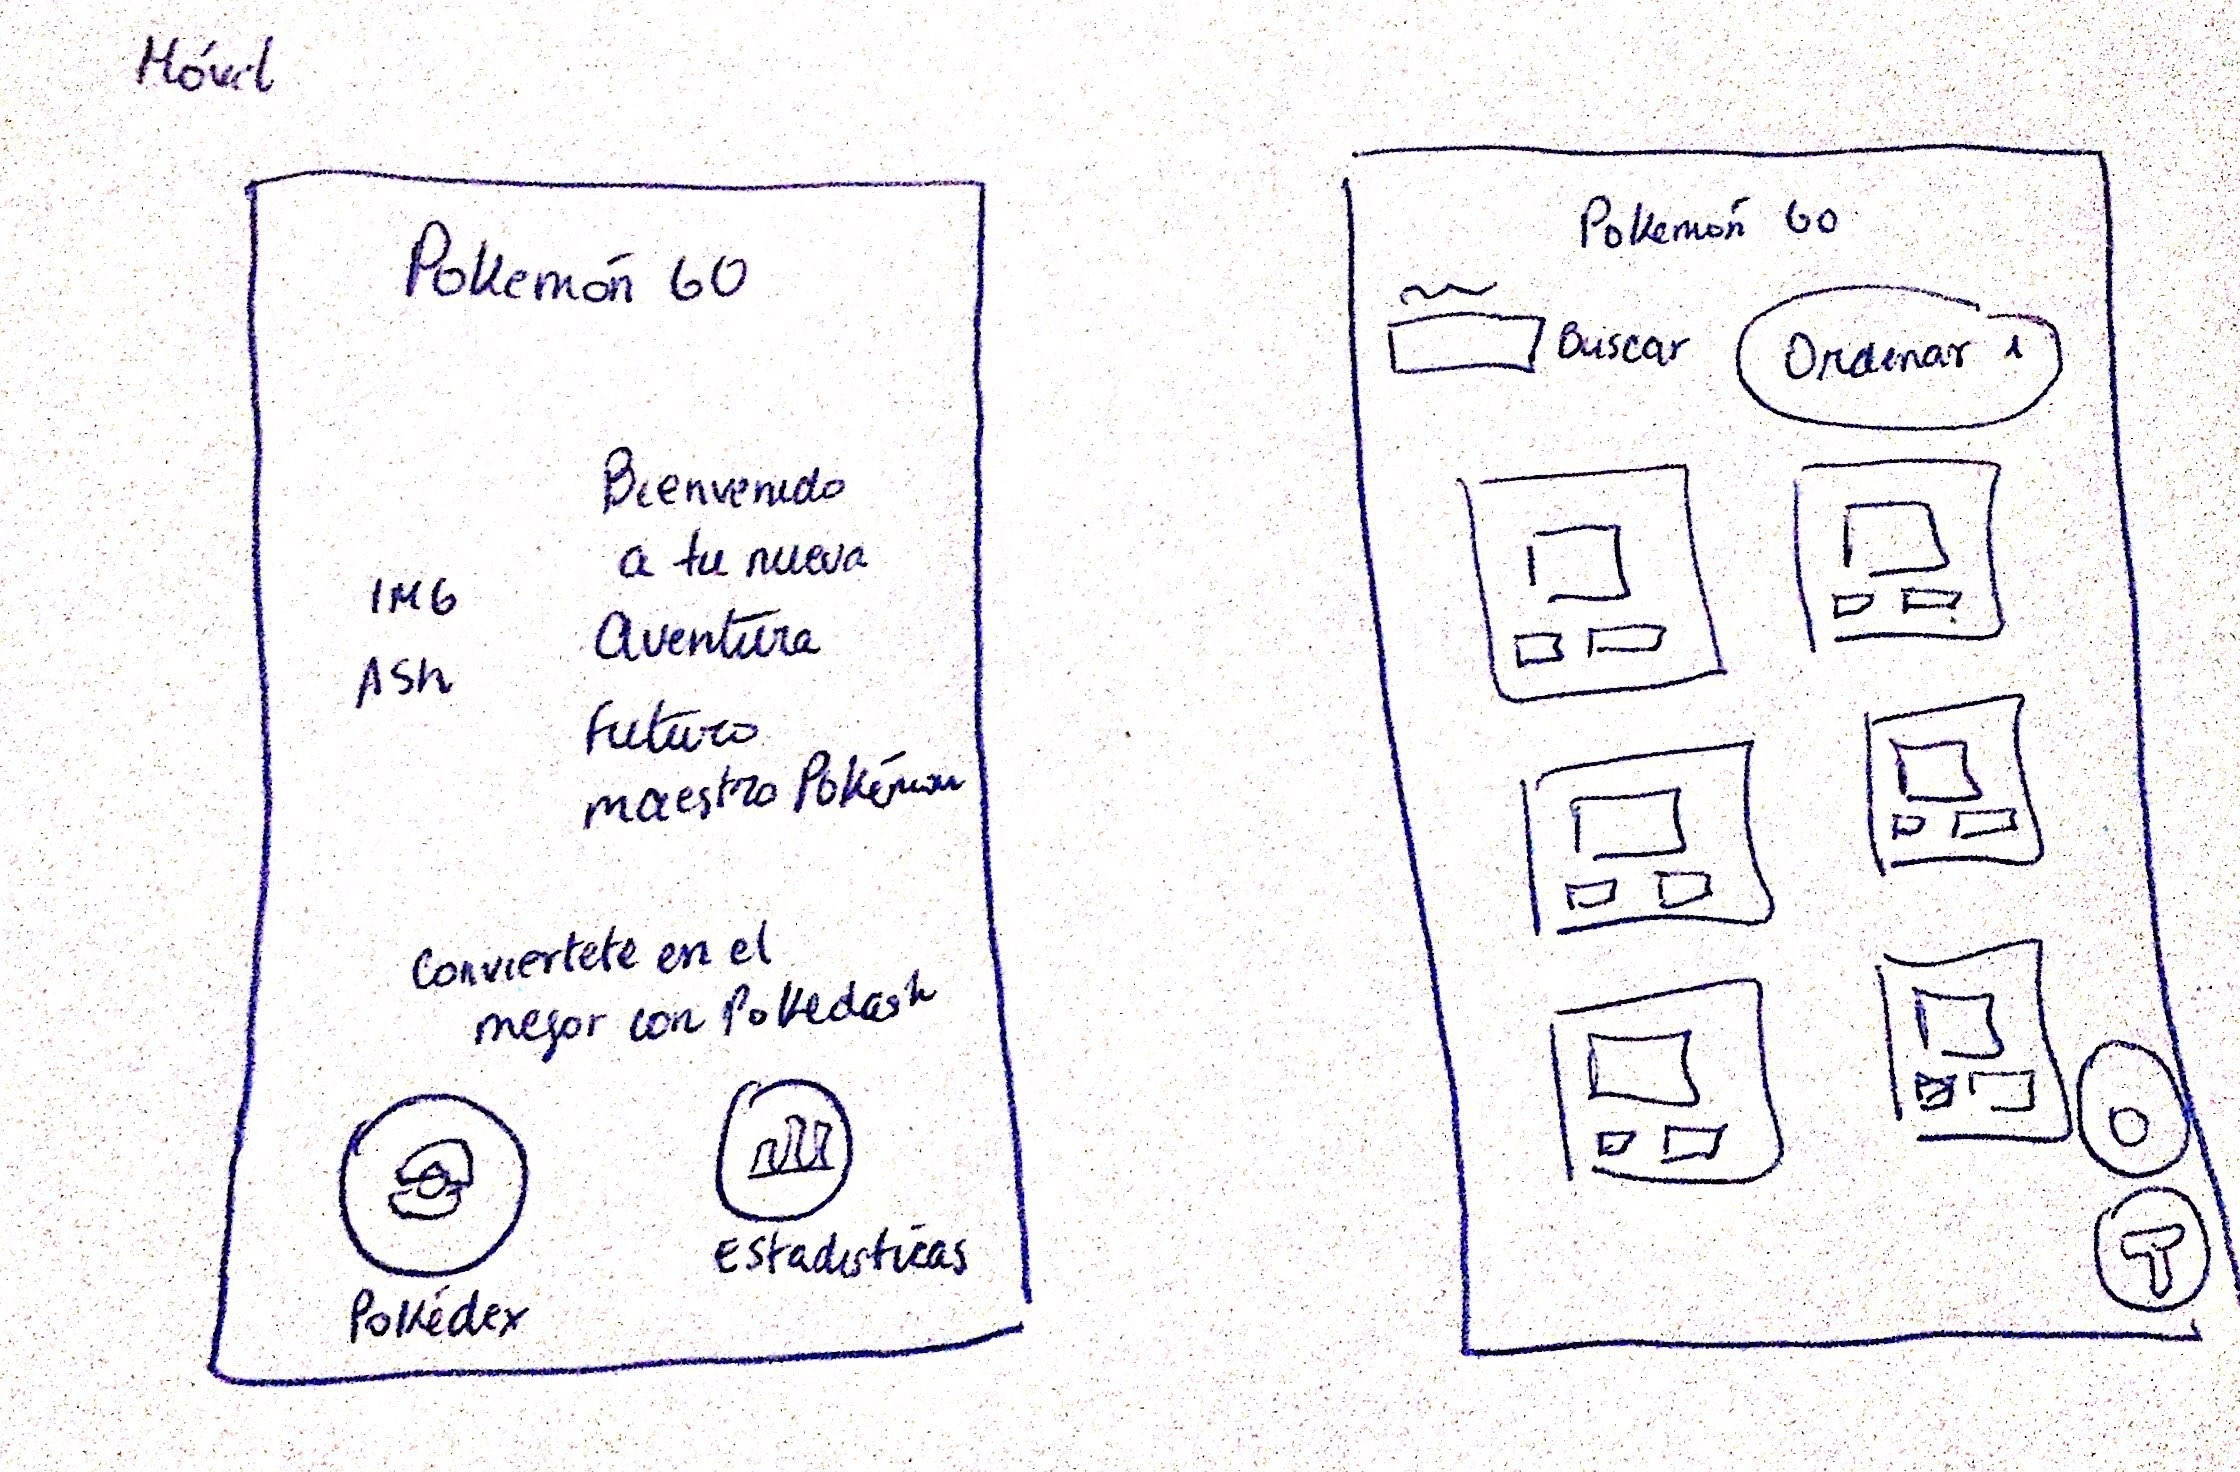 Móvil
Pokemón GO
Bienvenido
a tu nueva
Aventura
futuro
maestro Pokémon
IMG
ASh
Conviertete en el
mejor con Pokedash
Pokédex
Estadisticas
Pokemón GO
Buscar
Ordenar